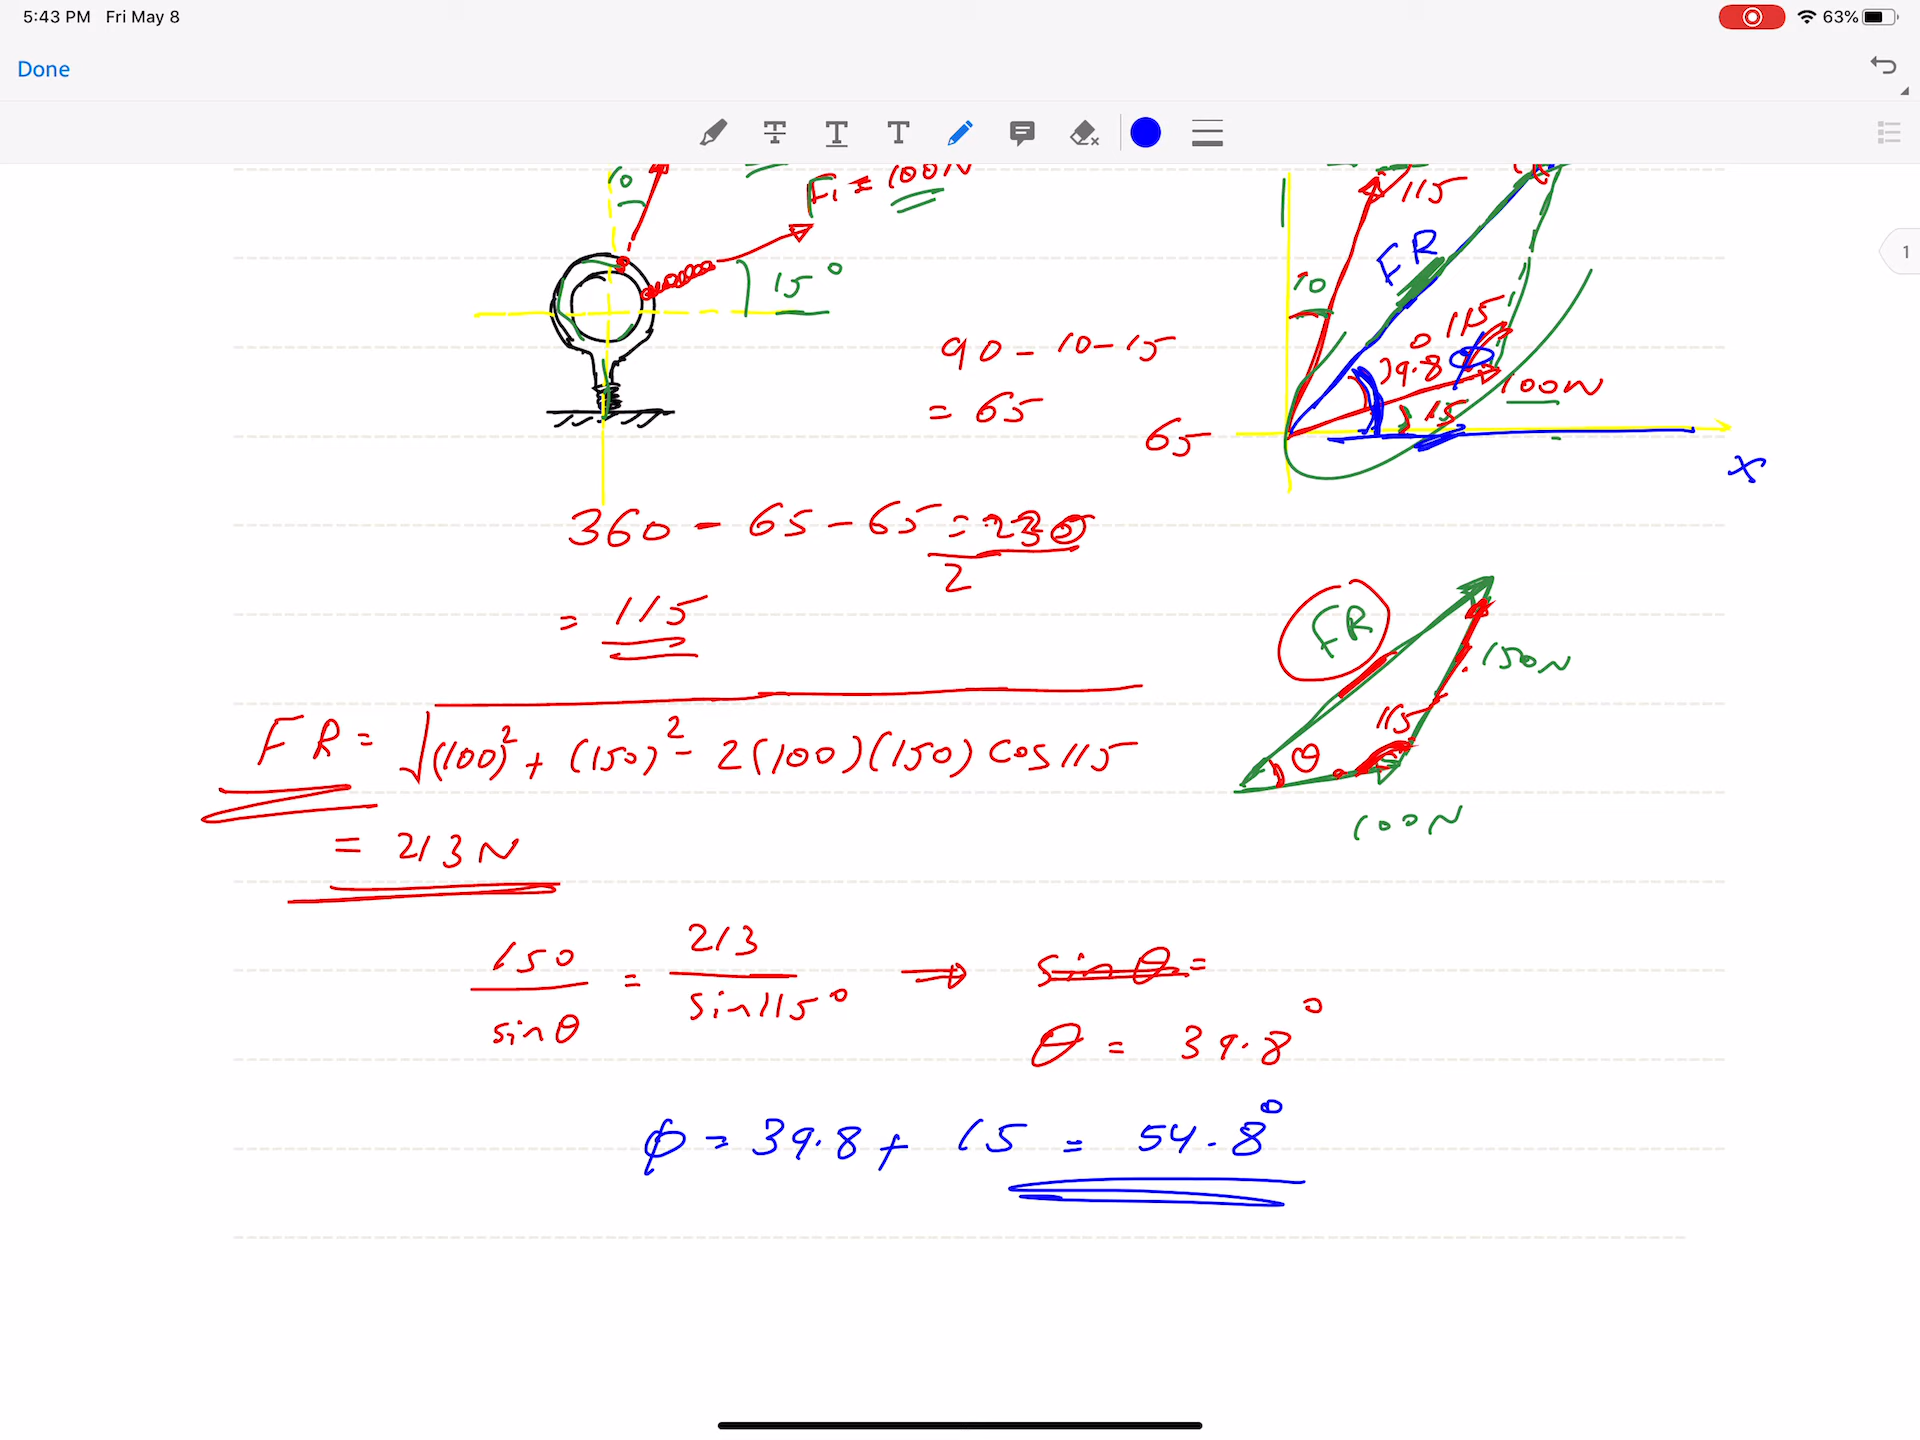 5:43 PM Fri May 8
63%
Done
1
10
F1 = 100N
15°
115
FR
10
115
39.8° ϕ
100N
15
x
90 - 10 - 15
= 65
65
360 - 65 - 65 = 230
2
= 115
FR
150N
115
θ
100N
FR = √(100)² + (150)² - 2(100)(150) cos 115
= 213 N
150 / sin θ = 213 / sin 115° ⇒ sin θ =
θ = 39.8°
ϕ = 39.8 + 15 = 54.8°